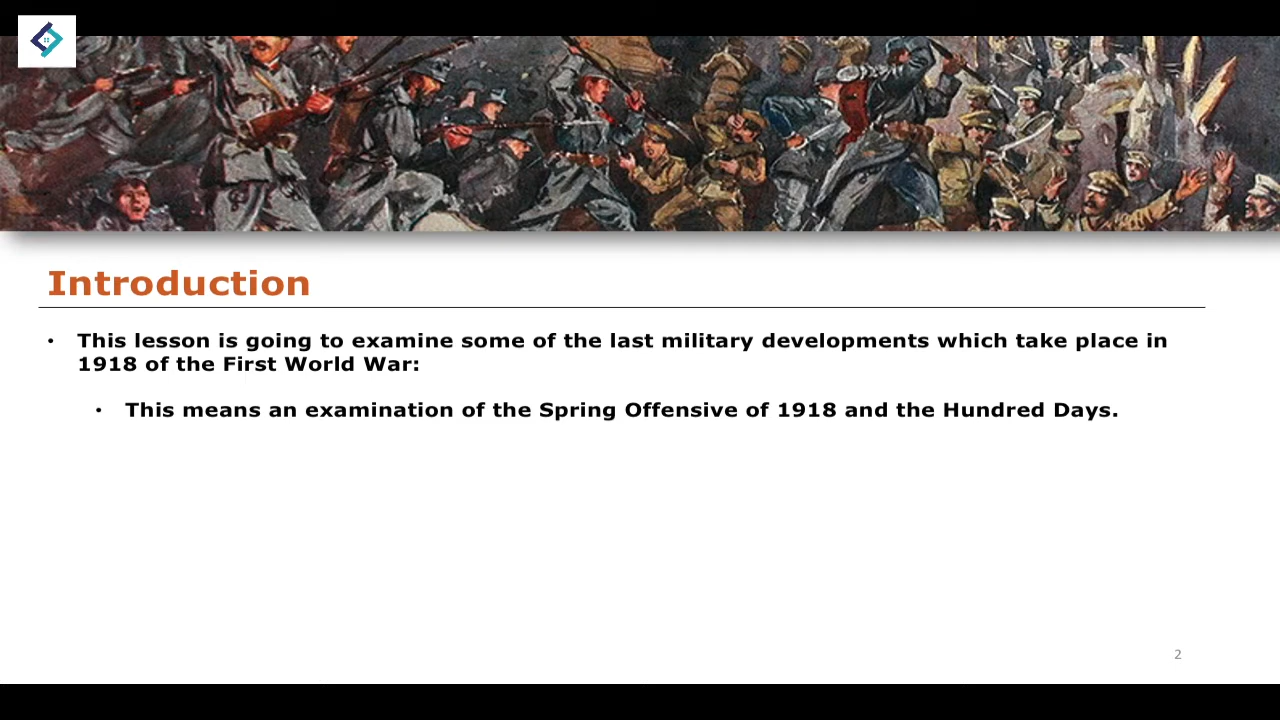 Introduction
• This lesson is going to examine some of the last military developments which take place in
1918 of the First World War:
• This means an examination of the Spring Offensive of 1918 and the Hundred Days.
2